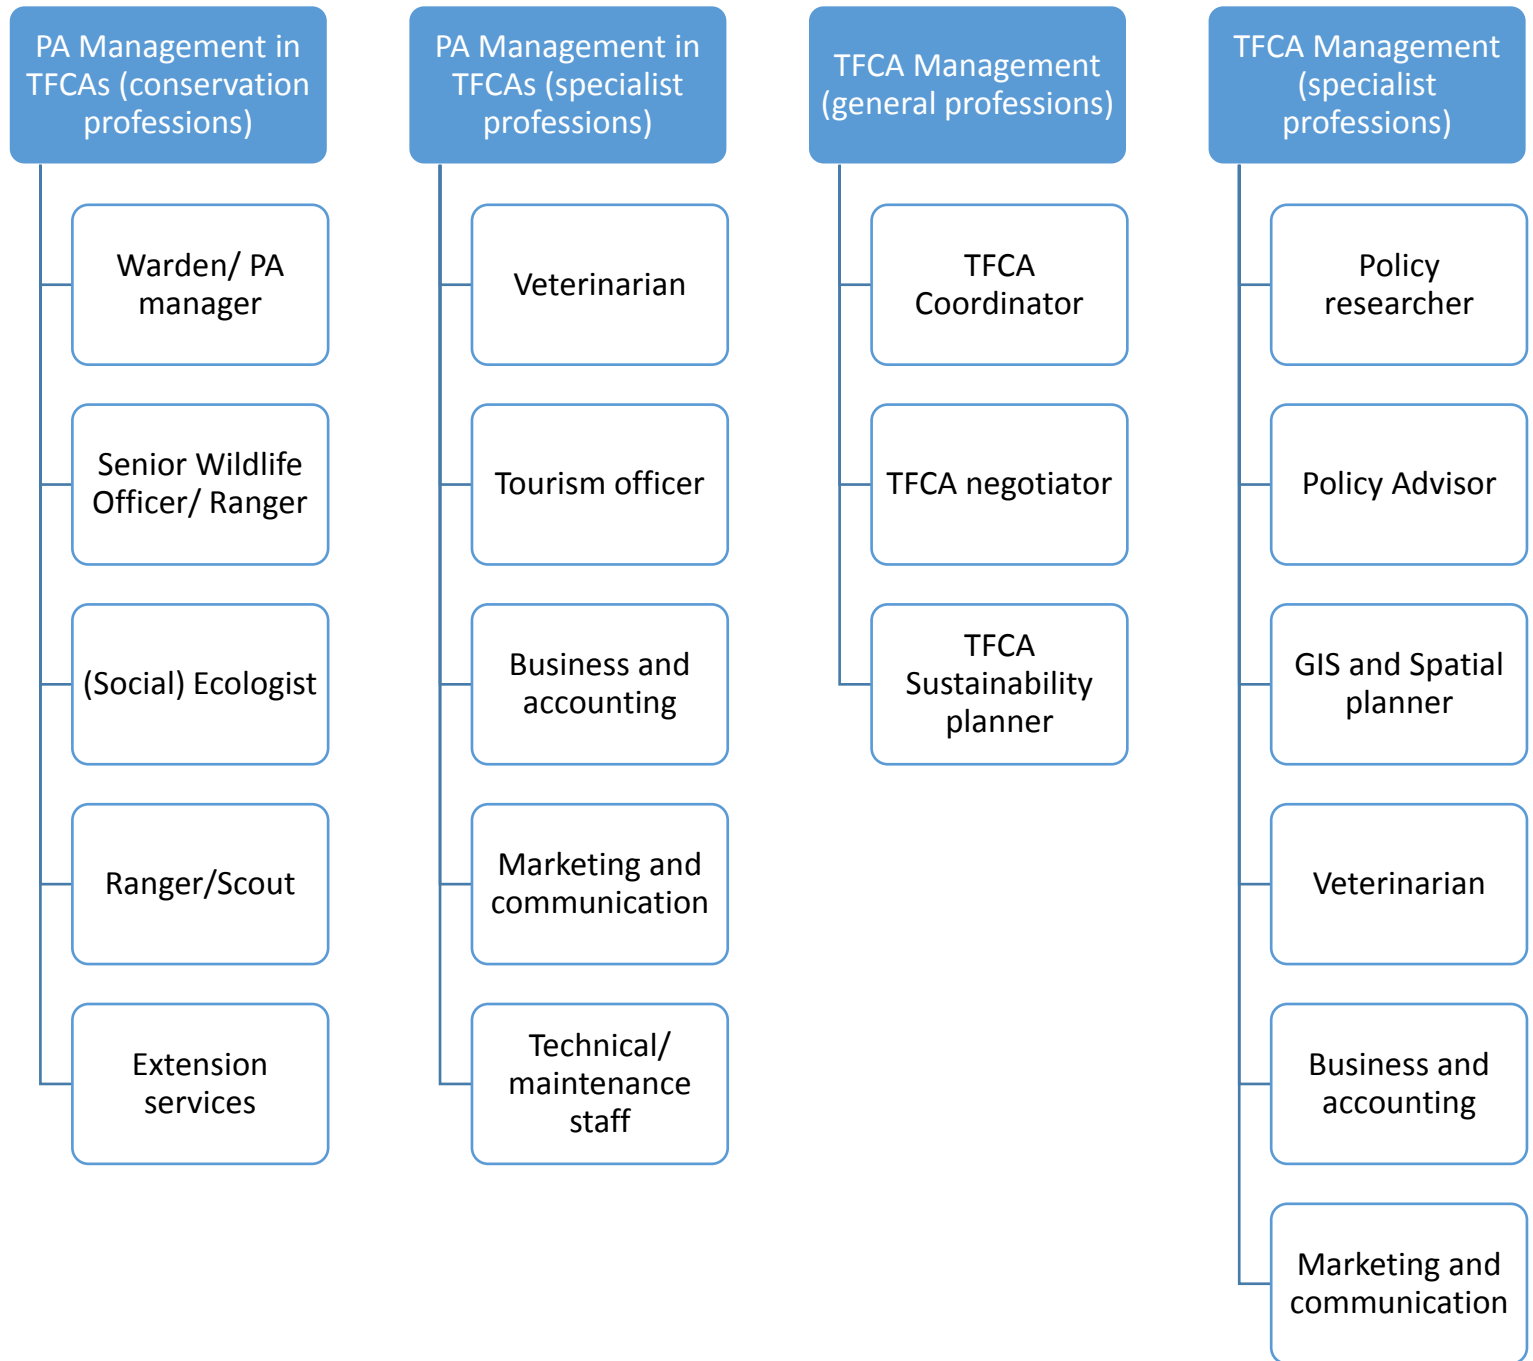 PA Management in
TFCAs (conservation
professions)
Warden/ PA
manager
Senior Wildlife
Officer/ Ranger
(Social) Ecologist
Ranger/Scout
Extension
services
PA Management in
TFCAs (specialist
professions)
Veterinarian
Tourism officer
Business and
accounting
Marketing and
communication
Technical/
maintenance
staff
TFCA Management
(general professions)
TFCA
Coordinator
TFCA negotiator
TFCA
Sustainability
planner
TFCA Management
(specialist
professions)
Policy
researcher
Policy Advisor
GIS and Spatial
planner
Veterinarian
Business and
accounting
Marketing and
communication